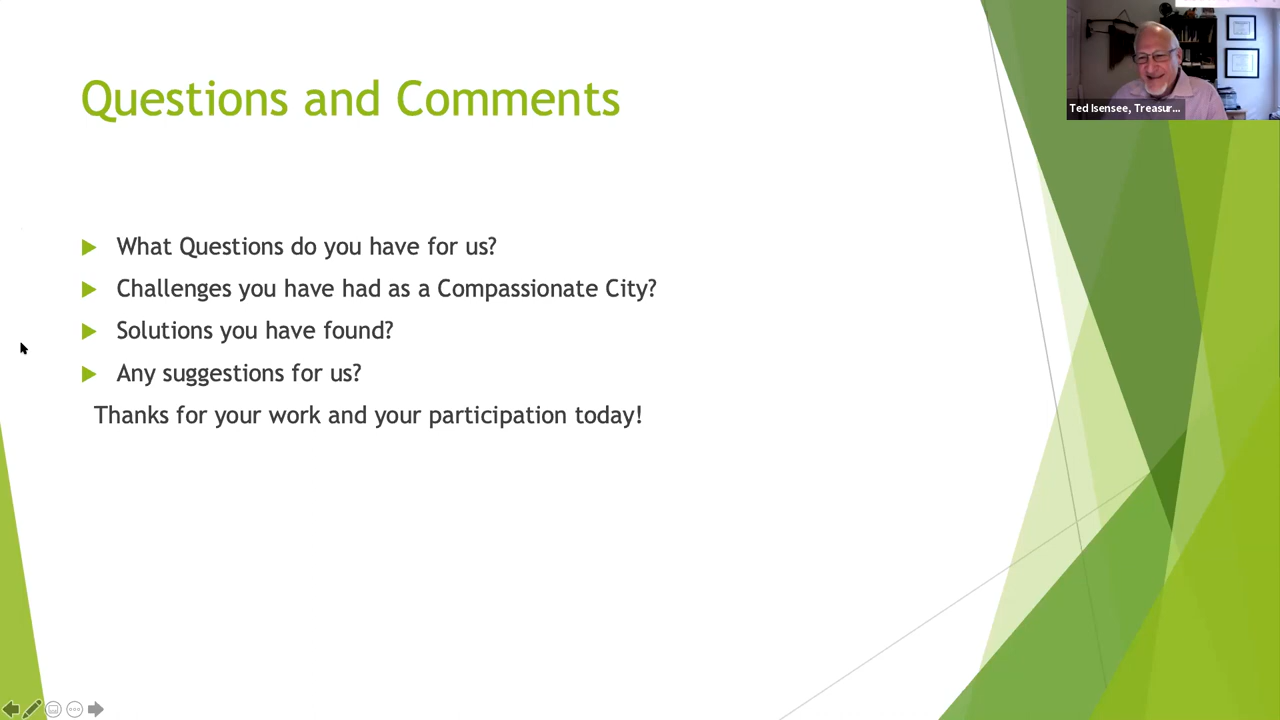 Questions and Comments
What Questions do you have for us?
Challenges you have had as a Compassionate City?
Solutions you have found?
Any suggestions for us?
Thanks for your work and your participation today!
Ted Isensee, Treasur...